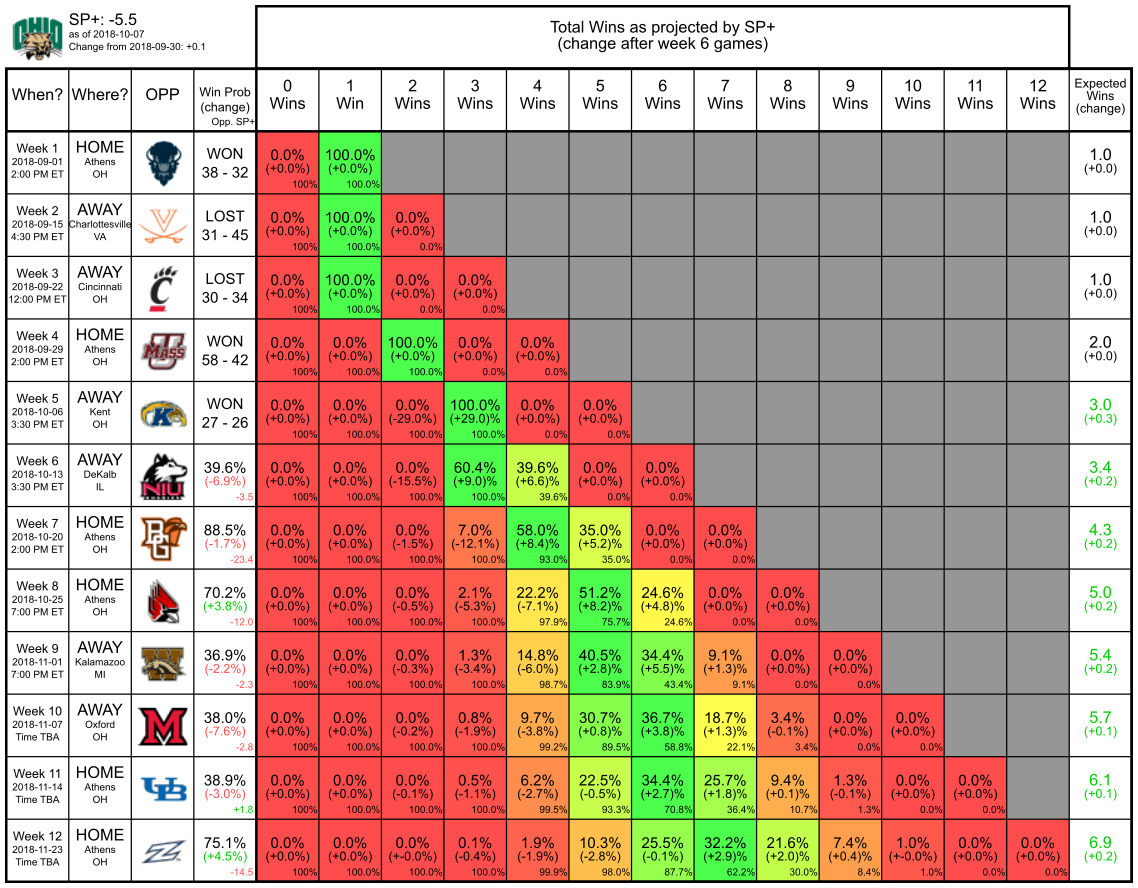 OHIO
SP+: -5.5
as of 2018-10-07
Change from 2018-09-30: +0.1
Total Wins as projected by SP+
(change after week 6 games)
When? Where? OPP Win Prob (change) Opp. SP+ 0 Wins 1 Win 2 Wins 3 Wins 4 Wins 5 Wins 6 Wins 7 Wins 8 Wins 9 Wins 10 Wins 11 Wins 12 Wins Expected Wins (change)
Week 1 HOME WON 0.0% 100.0% 1.0
2018-09-01 Athens (+0.0%) (+0.0%) (+0.0)
2:00 PM ET OH 38 - 32 100% 100.0%
Week 2 AWAY LOST 0.0% 100.0% 0.0% 1.0
2018-09-15 Charlottesville (+0.0%) (+0.0%) (+0.0%) (+0.0)
4:30 PM ET VA 31 - 45 100% 100.0% 0.0%
Week 3 AWAY LOST 0.0% 100.0% 0.0% 0.0% 1.0
2018-09-22 Cincinnati (+0.0%) (+0.0%) (+0.0%) (+0.0%) (+0.0)
12:00 PM ET OH 30 - 34 100% 100.0% 0.0% 0.0%
Week 4 HOME MASS WON 0.0% 0.0% 100.0% 0.0% 0.0% 2.0
2018-09-29 Athens (+0.0%) (+0.0%) (+0.0%) (+0.0%) (+0.0%) (+0.0)
2:00 PM ET OH 58 - 42 100% 100.0% 100.0% 0.0% 0.0%
Week 5 AWAY K WON 0.0% 0.0% 0.0% 100.0% 0.0% 0.0% 3.0
2018-10-06 Kent (+0.0%) (+0.0%) (-29.0%) (+29.0)% (+0.0%) (+0.0%) (+0.3)
3:30 PM ET OH 27 - 26 100% 100.0% 100.0% 100.0% 0.0% 0.0%
Week 6 AWAY NIU 39.6% 0.0% 0.0% 0.0% 60.4% 39.6% 0.0% 0.0% 3.4
2018-10-13 DeKalb (-6.9%) (+0.0%) (+0.0%) (-15.5%) (+9.0)% (+6.6)% (+0.0%) (+0.0%) (+0.2)
3:30 PM ET IL -3.5 100% 100.0% 100.0% 100.0% 39.6% 0.0% 0.0%
Week 7 HOME BG 88.5% 0.0% 0.0% 0.0% 7.0% 58.0% 35.0% 0.0% 0.0% 4.3
2018-10-20 Athens (-1.7%) (+0.0%) (+0.0%) (-1.5%) (-12.1%) (+8.4)% (+5.2)% (+0.0%) (+0.0%) (+0.2)
2:00 PM ET OH -23.4 100% 100.0% 100.0% 100.0% 93.0% 35.0% 0.0% 0.0%
Week 8 HOME 70.2% 0.0% 0.0% 0.0% 2.1% 22.2% 51.2% 24.6% 0.0% 0.0% 5.0
2018-10-25 Athens (+3.8%) (+0.0%) (+0.0%) (-0.5%) (-5.3%) (-7.1%) (+8.2)% (+4.8)% (+0.0%) (+0.0%) (+0.2)
7:00 PM ET OH -12.0 100% 100.0% 100.0% 100.0% 97.9% 75.7% 24.6% 0.0% 0.0%
Week 9 AWAY W 36.9% 0.0% 0.0% 0.0% 1.3% 14.8% 40.5% 34.4% 9.1% 0.0% 0.0% 5.4
2018-11-01 Kalamazoo (-2.2%) (+0.0%) (+0.0%) (-0.3%) (-3.4%) (-6.0%) (+2.8)% (+5.5)% (+1.3)% (+0.0%) (+0.0%) (+0.2)
7:00 PM ET MI -2.3 100% 100.0% 100.0% 100.0% 98.7% 83.9% 43.4% 9.1% 0.0% 0.0%
Week 10 AWAY M 38.0% 0.0% 0.0% 0.0% 0.8% 9.7% 30.7% 36.7% 18.7% 3.4% 0.0% 0.0% 5.7
2018-11-07 Oxford (-7.6%) (+0.0%) (+0.0%) (-0.2%) (-1.9%) (-3.8%) (+0.8)% (+3.8)% (+1.3)% (-0.1%) (+0.0%) (+0.0%) (+0.1)
Time TBA OH -2.8 100% 100.0% 100.0% 100.0% 99.2% 89.5% 58.8% 22.1% 3.4% 0.0% 0.0%
Week 11 HOME UB 38.9% 0.0% 0.0% 0.0% 0.5% 6.2% 22.5% 34.4% 25.7% 9.4% 1.3% 0.0% 0.0% 6.1
2018-11-14 Athens (-3.0%) (+0.0%) (+0.0%) (-0.1%) (-1.1%) (-2.7%) (-0.5%) (+2.7)% (+1.8)% (+0.1)% (-0.1%) (+0.0%) (+0.0%) (+0.1)
Time TBA OH +1.8 100% 100.0% 100.0% 100.0% 99.5% 93.3% 70.8% 36.4% 10.7% 1.3% 0.0% 0.0%
Week 12 HOME Z 75.1% 0.0% 0.0% 0.0% 0.1% 1.9% 10.3% 25.5% 32.2% 21.6% 7.4% 1.0% 0.0% 0.0% 6.9
2018-11-23 Athens (+4.5%) (+0.0%) (+0.0%) (+-0.0%) (-0.4%) (-1.9%) (-2.8%) (-0.1%) (+2.9)% (+2.0)% (+0.4)% (+-0.0%) (+0.0%) (+0.0%) (+0.2)
Time TBA OH -14.5 100% 100.0% 100.0% 100.0% 99.9% 98.0% 87.7% 62.2% 30.0% 8.4% 1.0% 0.0% 0.0%